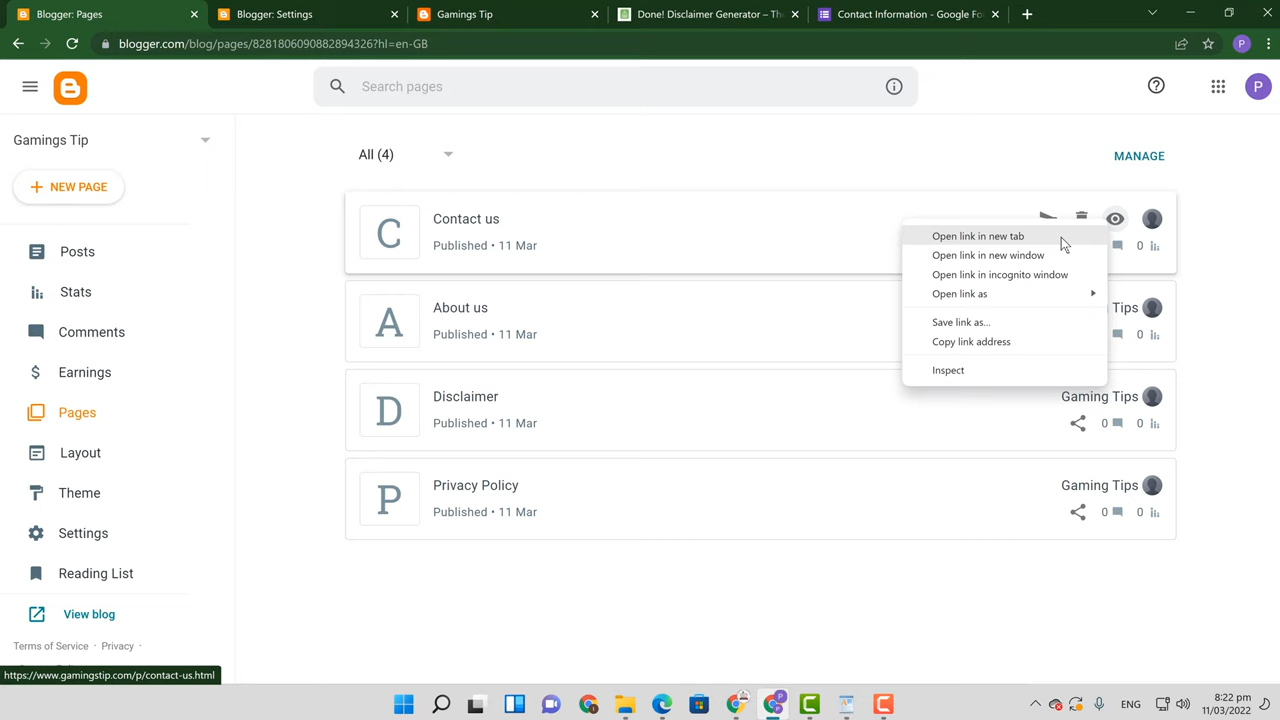 Blogger: Pages
Blogger: Settings
Gamings Tip
Done! Disclaimer Generator – The
Contact Information - Google Fo
blogger.com/blog/pages/8281806090882894326?hl=en-GB
P
Search pages
P
Gamings Tip
All (4)
MANAGE
NEW PAGE
C
Contact us
Published • 11 Mar
0
Open link in new tab
Open link in new window
Open link in incognito window
Open link as
Save link as...
Copy link address
Inspect
A
About us
Tips
Published • 11 Mar
0
D
Disclaimer
Gaming Tips
Published • 11 Mar
0
0
P
Privacy Policy
Gaming Tips
Published • 11 Mar
0
0
Posts
Stats
Comments
Earnings
Pages
Layout
Theme
Settings
Reading List
View blog
Terms of Service · Privacy ·
https://www.gamingstip.com/p/contact-us.html
ENG
8:22 pm
11/03/2022